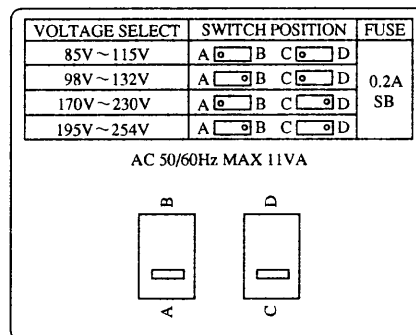 VOLTAGE SELECT SWITCH POSITION FUSE
85V~115V A B C D
98V~132V A B C D
170V~230V A B C D
195V~254V A B C D
0.2A
SB
AC 50/60Hz MAX 11VA
B D
A C